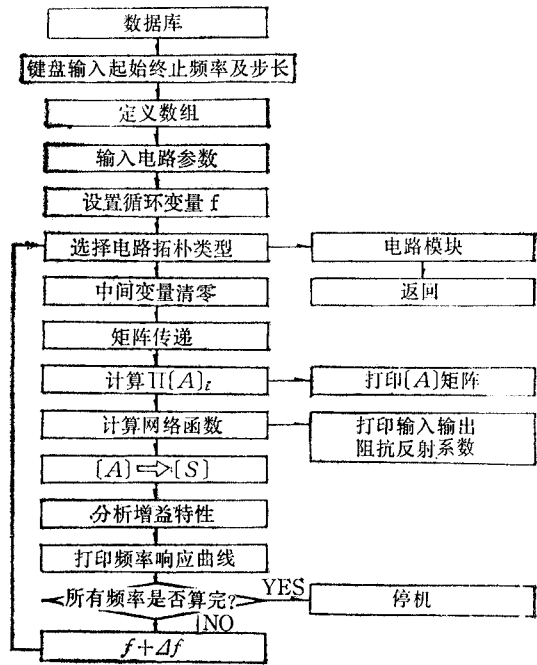 数据库
键盘输入起始终止频率及步长
定义数组
输入电路参数
设置循环变量 f
选择电路拓朴类型
电路模块
中间变量清零
返回
矩阵传递
计算Π[A]i
打印[A]矩阵
计算网络函数
打印输入输出
阻抗反射系数
[A]⇨[S]
分析增益特性
打印频率响应曲线
所有频率是否算完?
YES
停机
NO
f+Δf